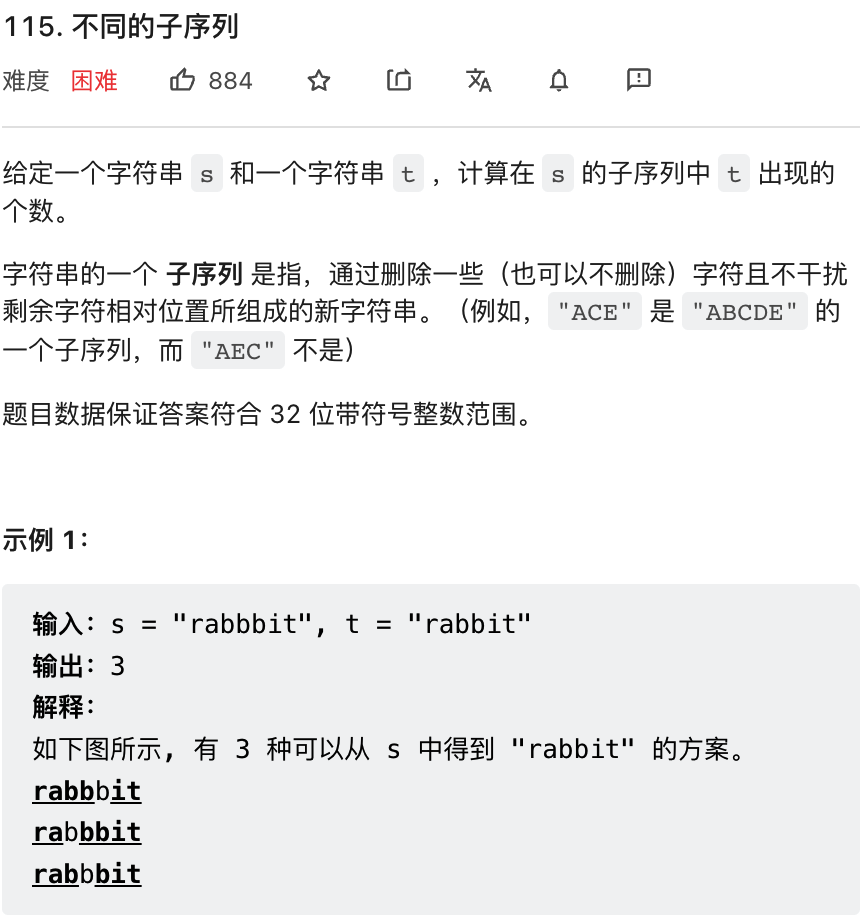 115. 不同的子序列
难度 困难 884
给定一个字符串 s 和一个字符串 t ，计算在 s 的子序列中 t 出现的
个数。
字符串的一个 子序列 是指，通过删除一些（也可以不删除）字符且不干扰
剩余字符相对位置所组成的新字符串。（例如，"ACE" 是 "ABCDE" 的
一个子序列，而 "AEC" 不是）
题目数据保证答案符合 32 位带符号整数范围。
示例 1：
输入：s = "rabbbit", t = "rabbit"
输出：3
解释：
如下图所示, 有 3 种可以从 s 中得到 "rabbit" 的方案。
rabbbit
rabbbit
rabbbit